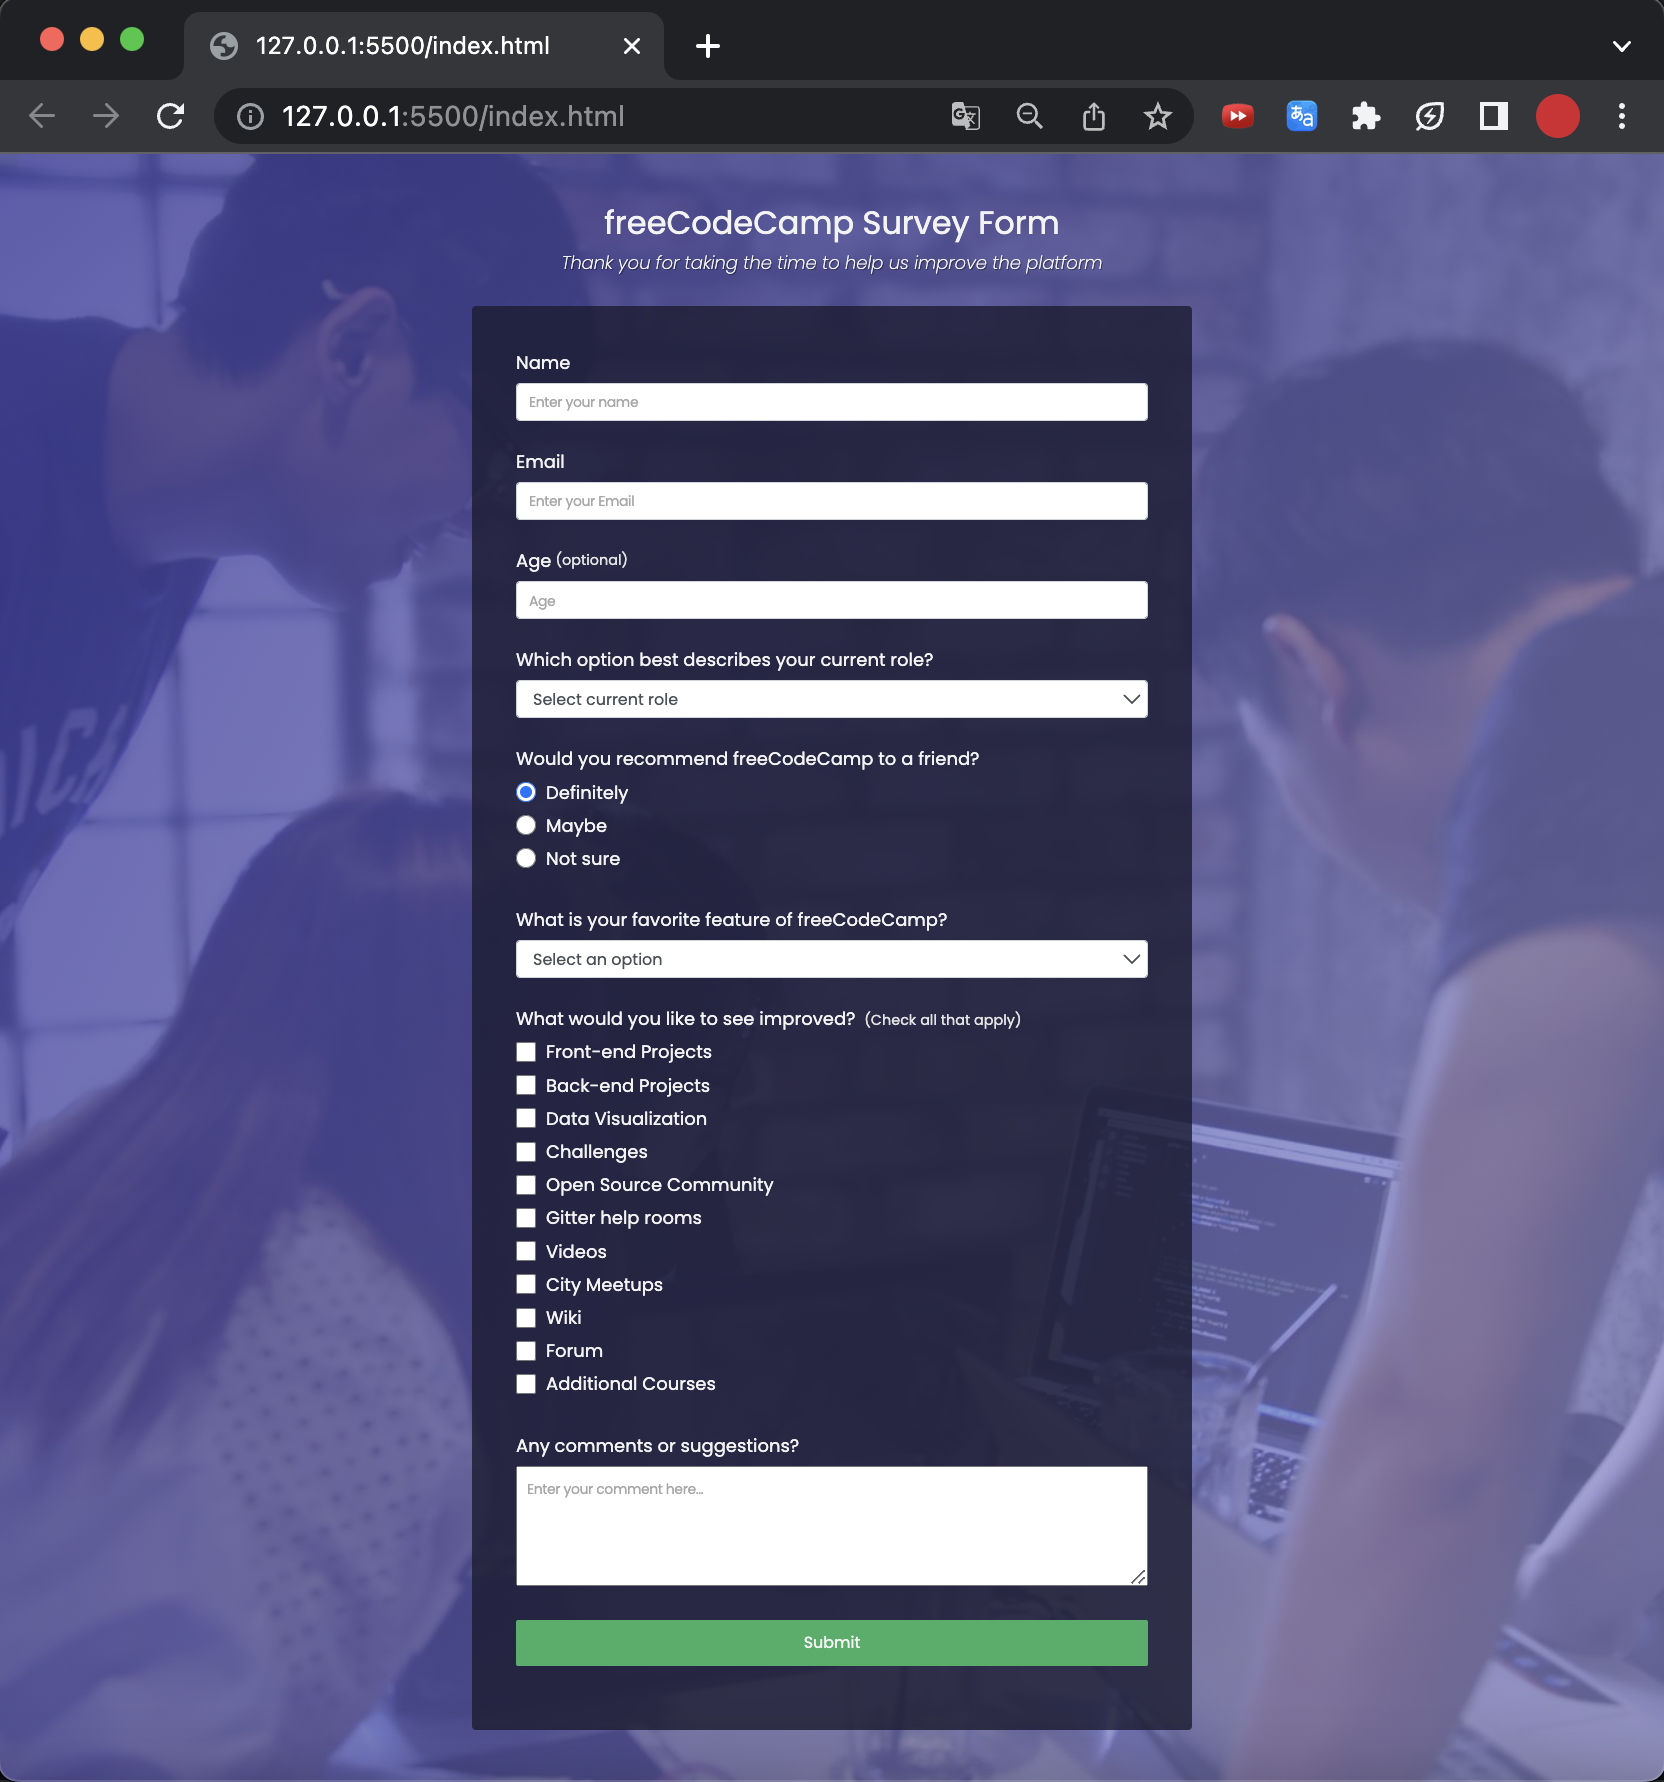 127.0.0.1:5500/index.html
127.0.0.1:5500/index.html
freeCodeCamp Survey Form
Thank you for taking the time to help us improve the platform
Name
Enter your name
Email
Enter your Email
Age (optional)
Age
Which option best describes your current role?
Select current role
Would you recommend freeCodeCamp to a friend?
Definitely
Maybe
Not sure
What is your favorite feature of freeCodeCamp?
Select an option
What would you like to see improved? (Check all that apply)
Front-end Projects
Back-end Projects
Data Visualization
Challenges
Open Source Community
Gitter help rooms
Videos
City Meetups
Wiki
Forum
Additional Courses
Any comments or suggestions?
Enter your comment here...
Submit